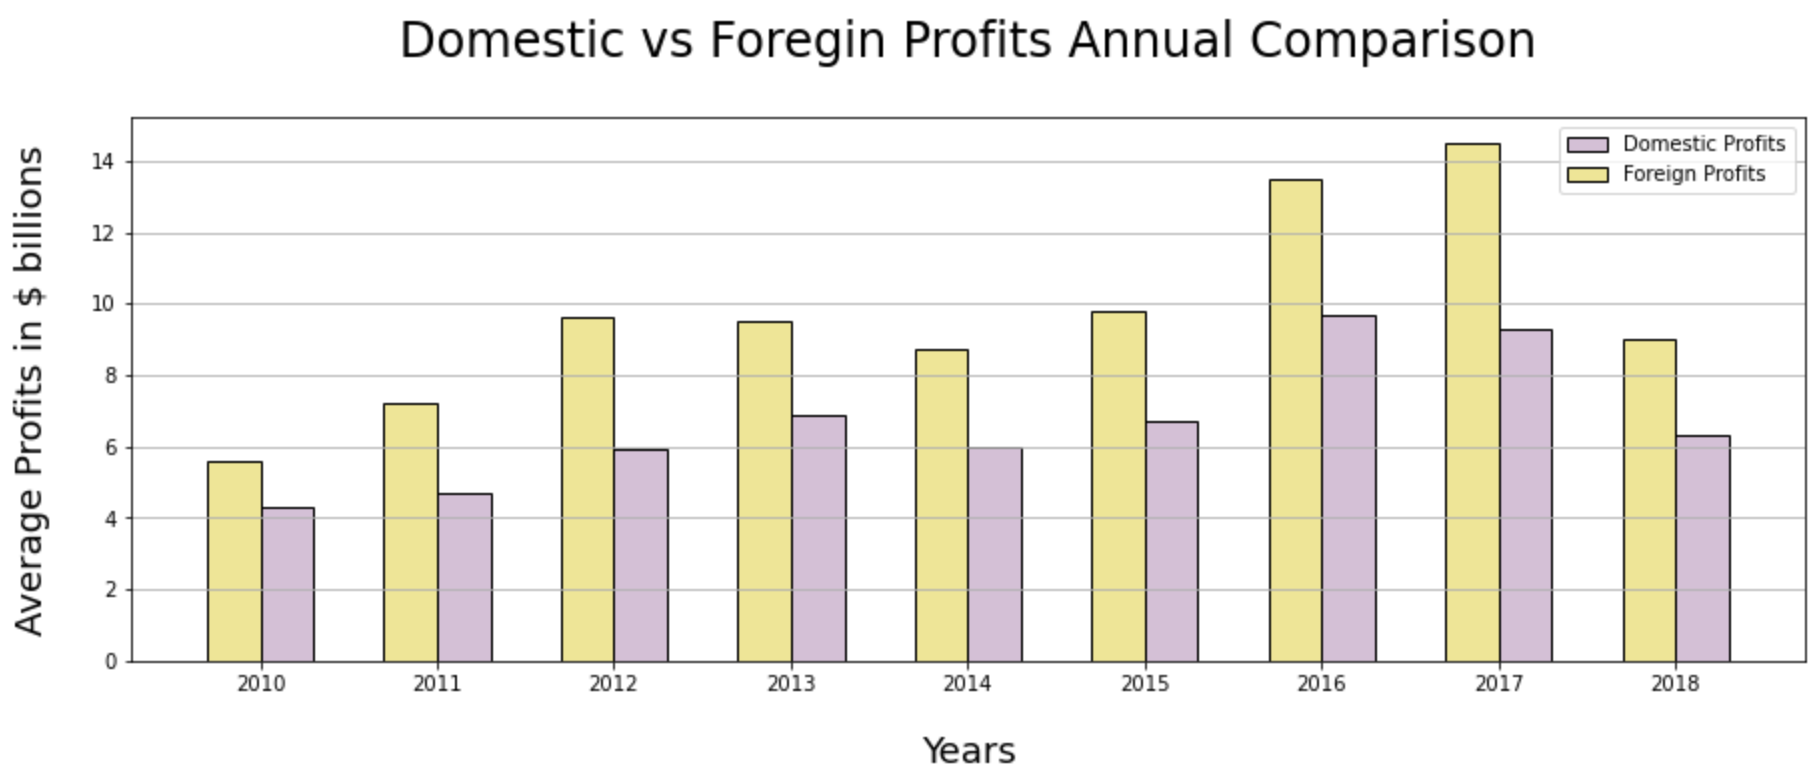 Domestic vs Foregin Profits Annual Comparison
Average Profits in $ billions
14
12
10
8
6
4
2
0
Domestic Profits
Foreign Profits
2010 2011 2012 2013 2014 2015 2016 2017 2018
Years